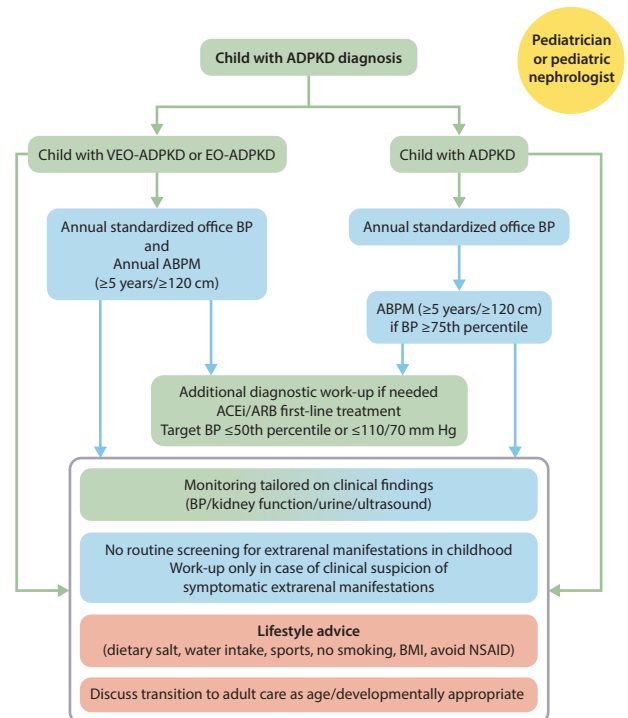 Pediatrician
or pediatric
nephrologist
Child with ADPKD diagnosis
Child with VEO-ADPKD or EO-ADPKD
Child with ADPKD
Annual standardized office BP
and
Annual ABPM
(≥5 years/≥120 cm)
Annual standardized office BP
ABPM (≥5 years/≥120 cm)
if BP ≥75th percentile
Additional diagnostic work-up if needed
ACEi/ARB first-line treatment
Target BP ≤50th percentile or ≤110/70 mm Hg
Monitoring tailored on clinical findings
(BP/kidney function/urine/ultrasound)
No routine screening for extrarenal manifestations in childhood
Work-up only in case of clinical suspicion of
symptomatic extrarenal manifestations
Lifestyle advice
(dietary salt, water intake, sports, no smoking, BMI, avoid NSAID)
Discuss transition to adult care as age/developmentally appropriate